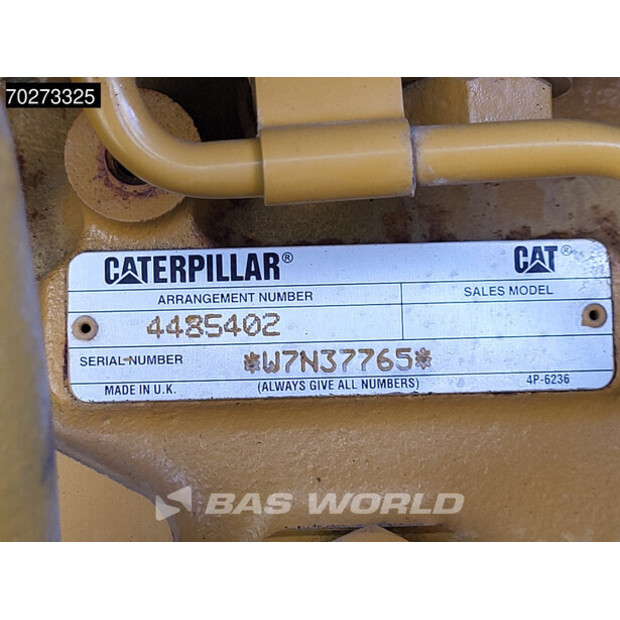 70273325
CATERPILLAR® CAT®
ARRANGEMENT NUMBER SALES MODEL
4485402
SERIAL NUMBER *W7N37765*
MADE IN U.K. (ALWAYS GIVE ALL NUMBERS) 4P-6236
BAS WORLD